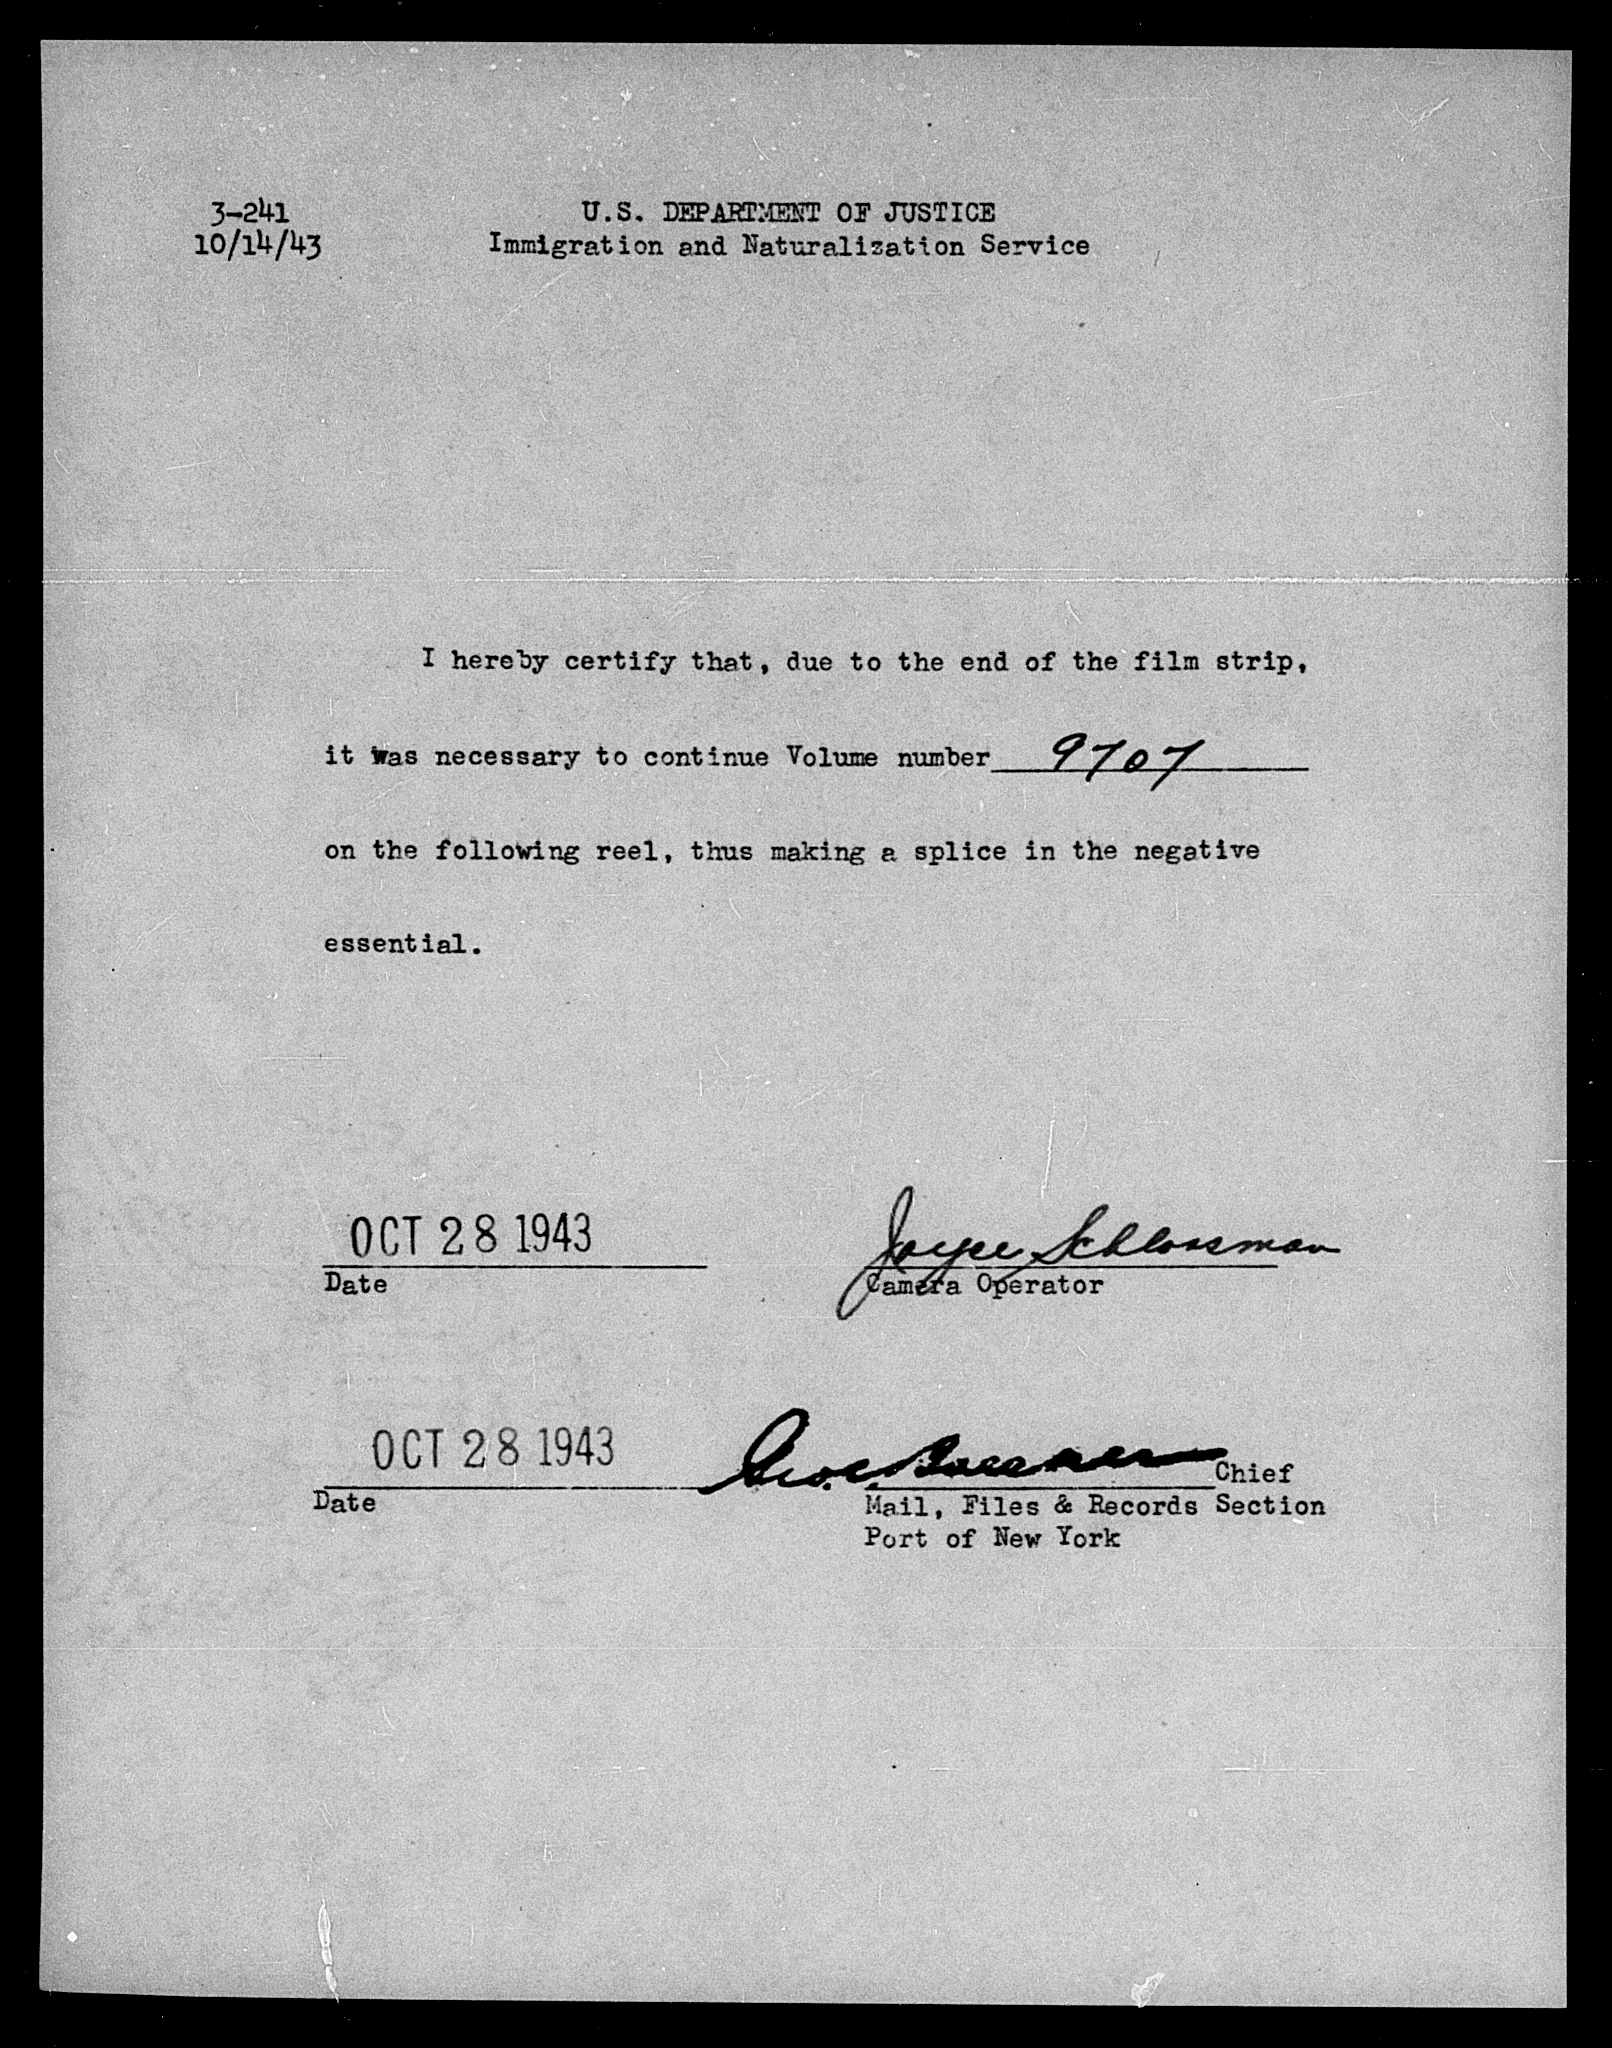 3-241
10/14/43
U.S. DEPARTMENT OF JUSTICE
Immigration and Naturalization Service
I hereby certify that, due to the end of the film strip,
it was necessary to continue Volume number 9707
on the following reel, thus making a splice in the negative
essential.
OCT 28 1943
Joyce Schlossman
Date
Camera Operator
OCT 28 1943
Geo. C.
Chief
Date
Mail, Files & Records Section
Port of New York